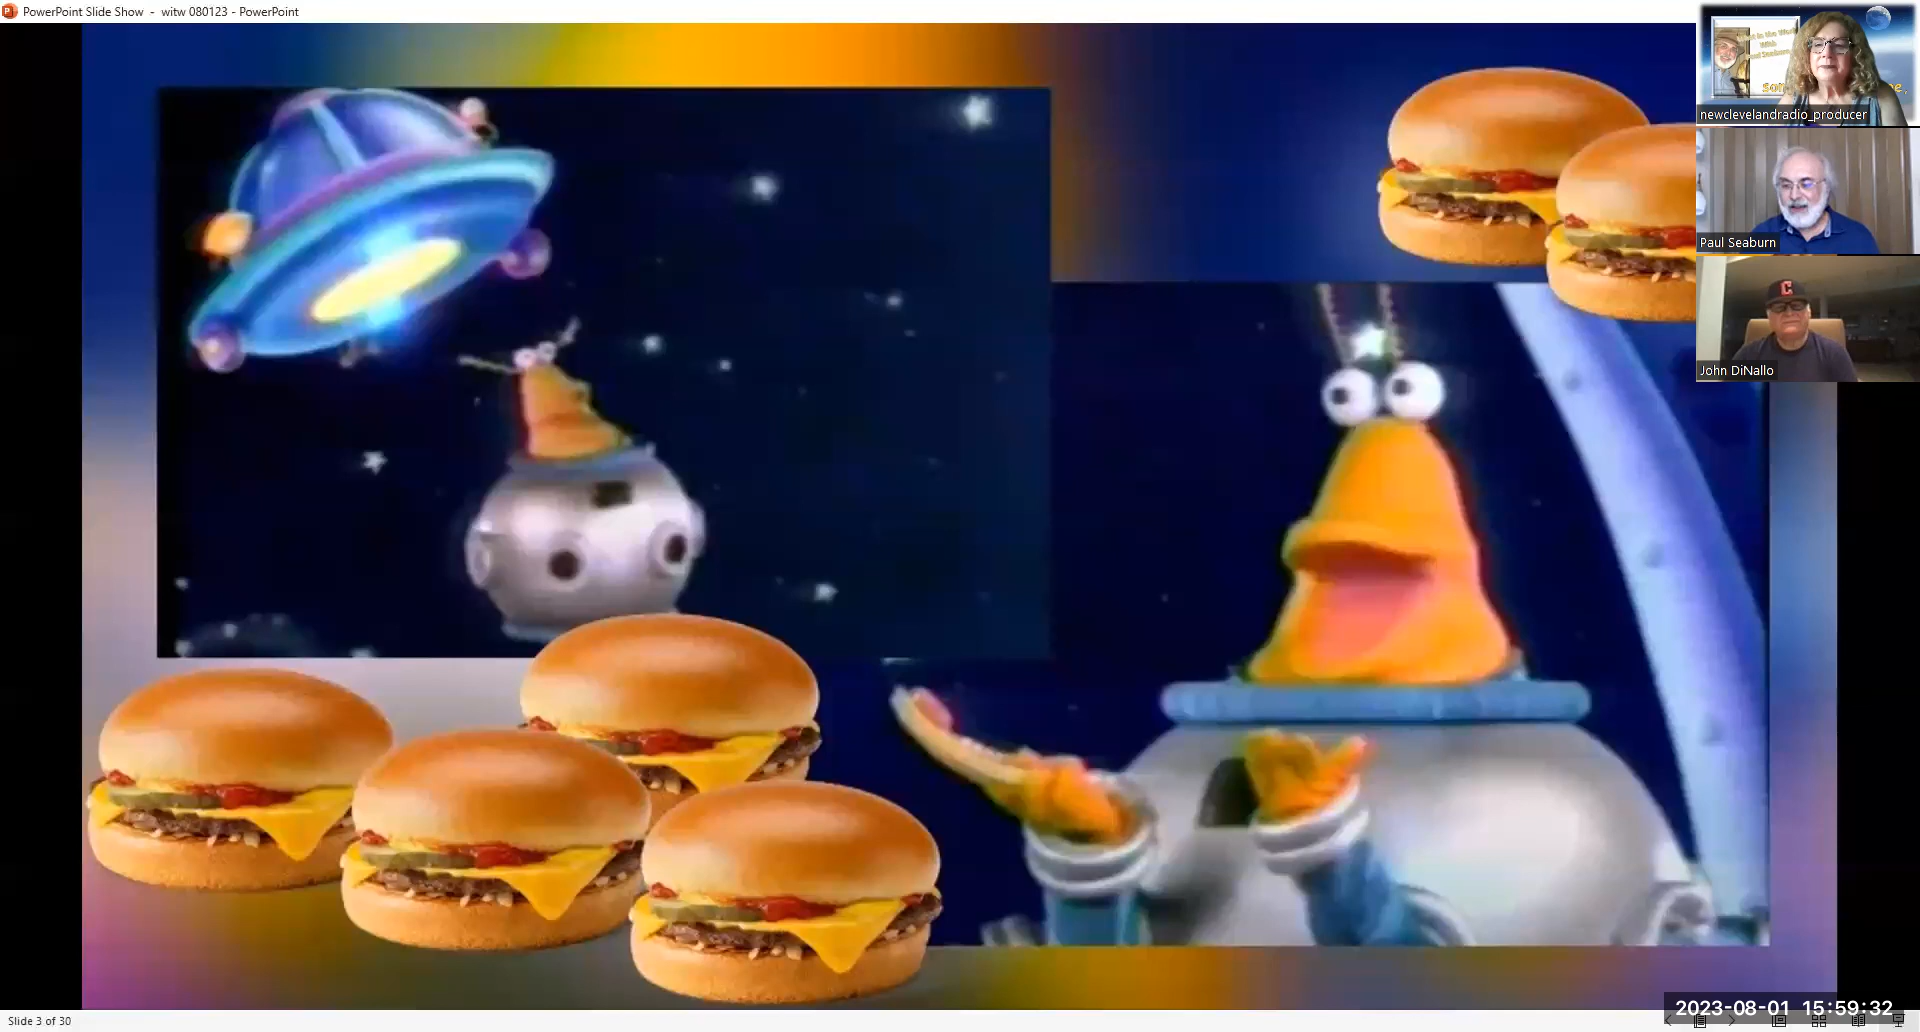 PowerPoint Slide Show - witw 080123 - PowerPoint
newclevelandradio_producer
Paul Seaburn
C
John DiNallo
2023-08-01 15:59:32
Slide 3 of 30